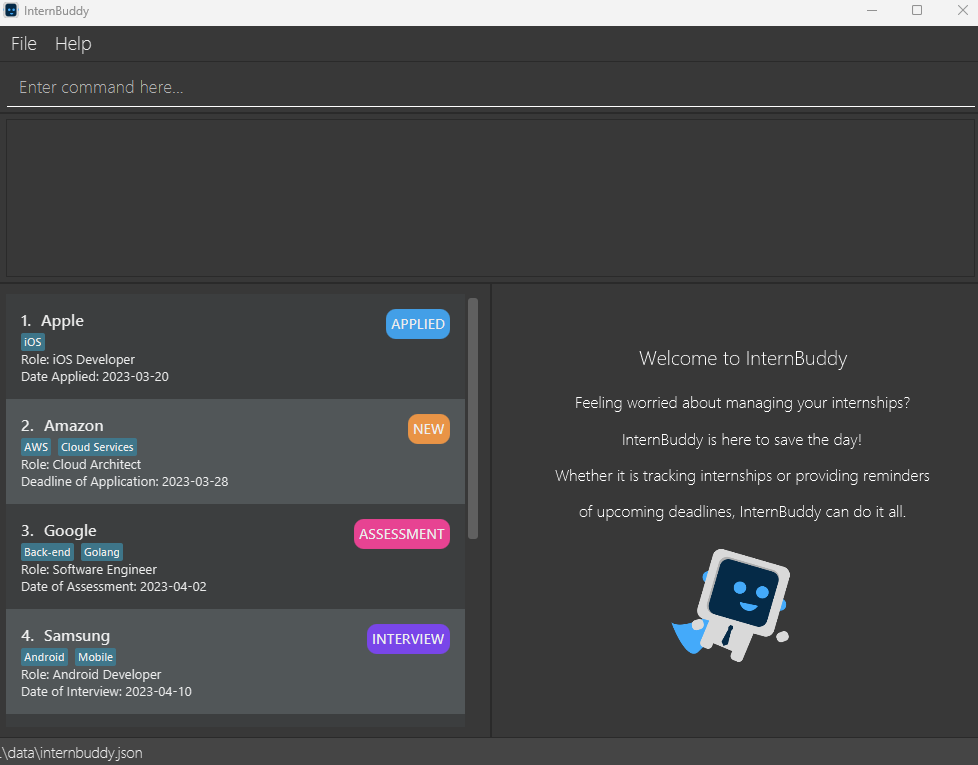 InternBuddy
File Help
Enter command here...
1. Apple
APPLIED
iOS
Role: iOS Developer
Date Applied: 2023-03-20
2. Amazon
NEW
AWS Cloud Services
Role: Cloud Architect
Deadline of Application: 2023-03-28
3. Google
ASSESSMENT
Back-end Golang
Role: Software Engineer
Date of Assessment: 2023-04-02
4. Samsung
INTERVIEW
Android Mobile
Role: Android Developer
Date of Interview: 2023-04-10
Welcome to InternBuddy
Feeling worried about managing your internships?
InternBuddy is here to save the day!
Whether it is tracking internships or providing reminders
of upcoming deadlines, InternBuddy can do it all.
.\data\internbuddy.json